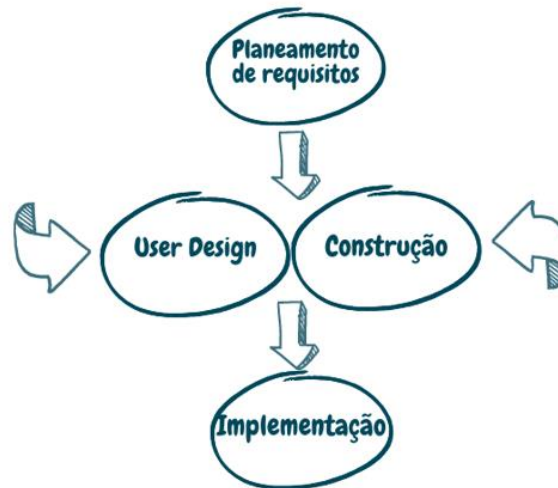 Planeamento
de requisitos
User Design
Construção
Implementação